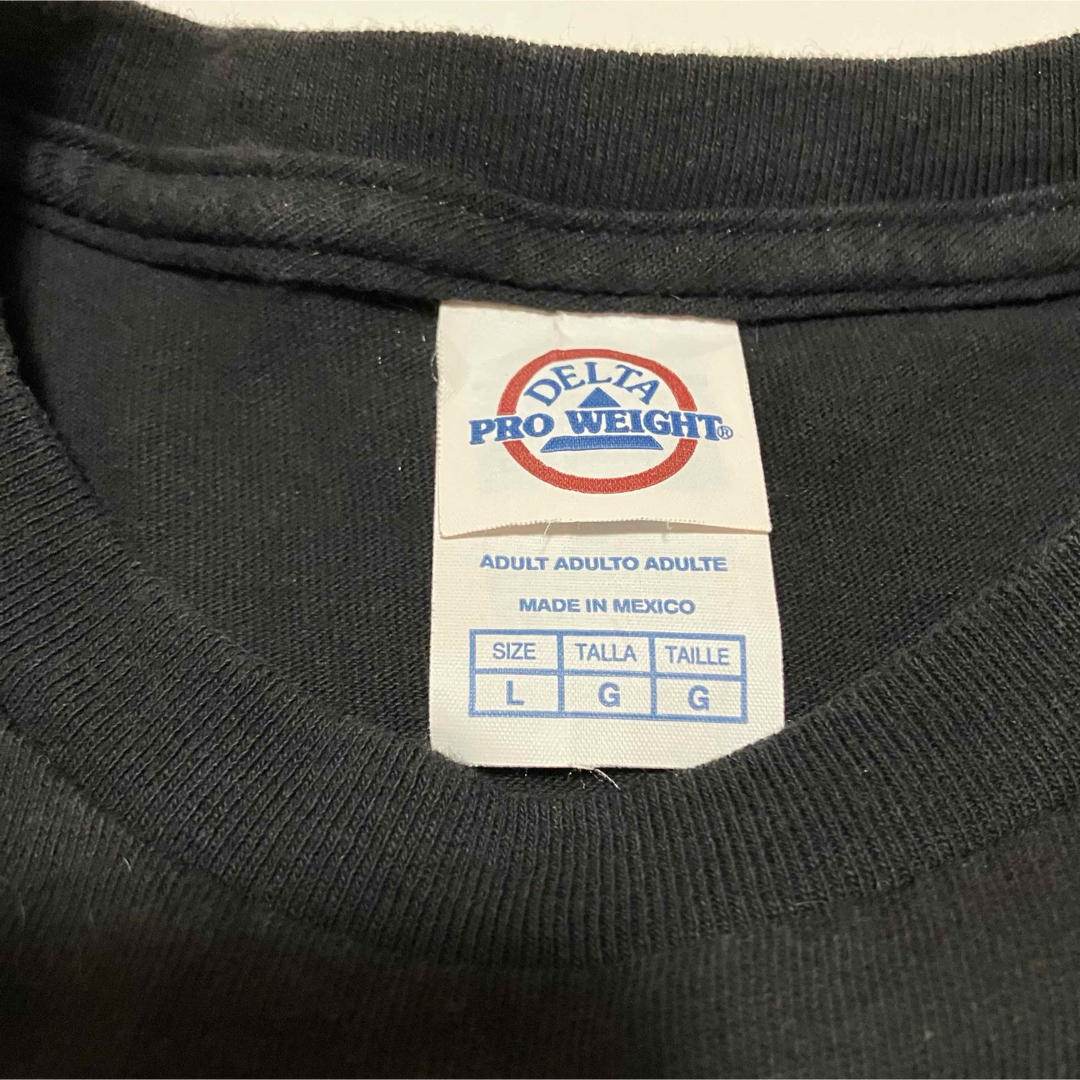 DELTA
PRO WEIGHT®
ADULT ADULTO ADULTE
MADE IN MEXICO
SIZE TALLA TAILLE
L G G